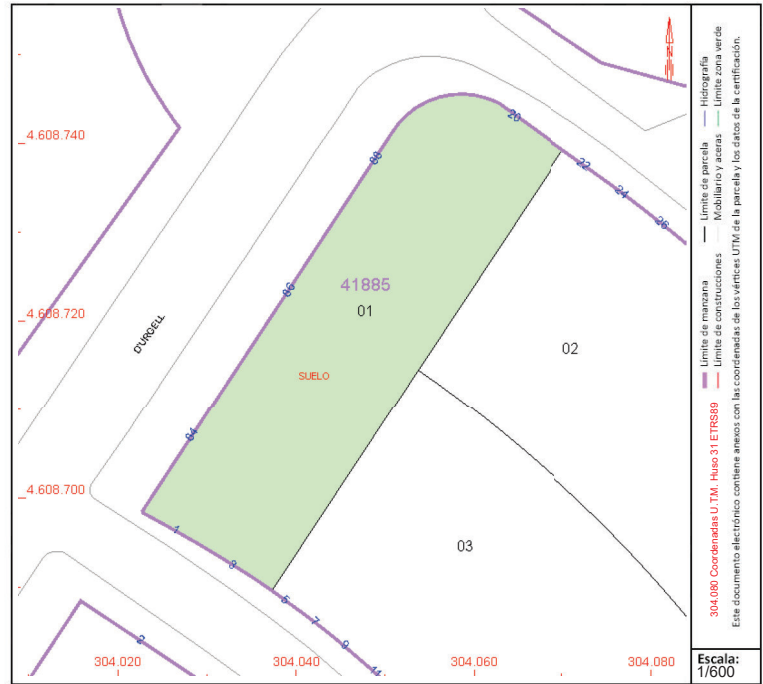 4.608.740
4.608.720
4.608.700
304.020
304.040
304.060
304.080
D'URGELL
41885
01
SUELO
02
03
88
86
84
20
22
24
26
1
3
5
7
9
11
2
N
Límite de manzana
Límite de parcela
Hidrografía
304.080 Coordenadas U.T.M. Huso 31 ETRS89
Límite de construcciones
Mobiliario y aceras
Límite zona verde
Este documento electrónico contiene anexos con las coordenadas de los vértices UTM de la parcela y los datos de la certificación.
Escala:
1/600